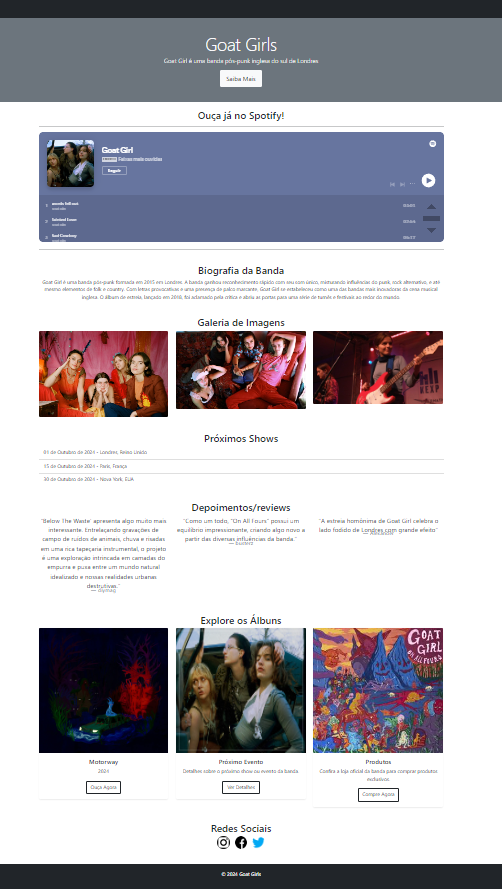 Goat Girls
Goat Girl é uma banda pós-punk inglesa do sul de Londres
Saiba Mais
Ouça já no Spotify!
Goat Girl
Faixas mais ouvidas
Seguir
1
2
3
Biografia da Banda
Goat Girl é uma banda pós-punk formada em 2015 em Londres. A banda ganhou reconhecimento rápido com seu som único, misturando influências do punk, rock alternativo, e até
mesmo elementos de folk e country. Com letras provocativas e uma presença de palco marcante, Goat Girl se estabeleceu como uma das bandas mais inovadoras da cena musical
inglesa. O álbum de estreia, lançado em 2018, foi aclamado pela crítica e abriu as portas para uma série de turnês e festivais ao redor do mundo.
Galeria de Imagens
Próximos Shows
01 de Outubro de 2024 - Londres, Reino Unido
15 de Outubro de 2024 - Paris, França
30 de Outubro de 2024 - Nova York, EUA
Depoimentos/reviews
"Below The Waste' apresenta algo muito mais
interessante. Entrelaçando gravações de
campo de ruídos de animais, chuva e risadas
em uma rica tapeçaria instrumental, o projeto
é uma exploração intrincada em camadas do
empurra e puxa entre um mundo natural
idealizado e nossas realidades urbanas
destrutivas."
"Como um todo, "On All Fours" possui um
equilíbrio impressionante, criando algo novo a
partir das diversas influências da banda."
"A estreia homônima de Goat Girl celebra o
lado fodido de Londres com grande efeito"
Explore os Álbuns
GOAT
GIRL
ON ALL FOURS
Motorway
2024
Ouça Agora
Próximo Evento
Detalhes sobre o próximo show ou evento da banda.
Ver Detalhes
Produtos
Confira a loja oficial da banda para comprar produtos
exclusivos.
Compre Agora
Redes Sociais
© 2024 Goat Girls